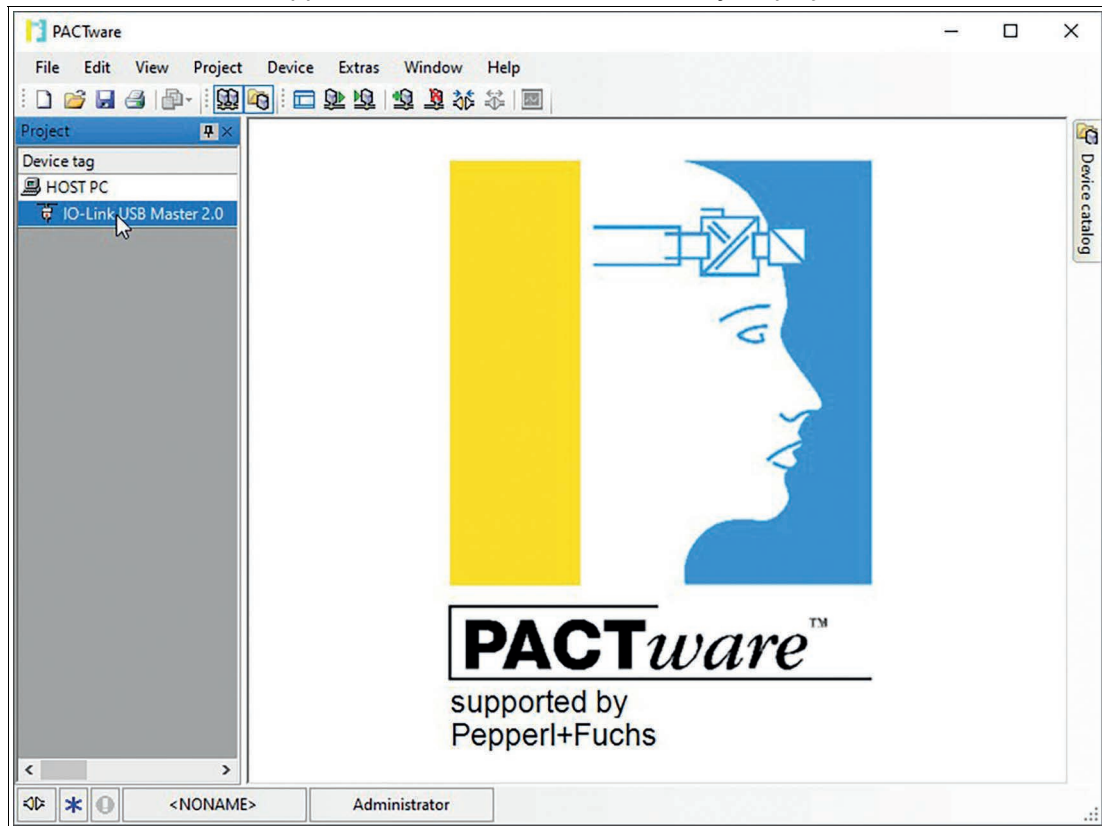 PACTware
File Edit View Project Device Extras Window Help
Project
Device tag
HOST PC
IO-Link USB Master 2.0
Device catalog
PACTware™
supported by
Pepperl+Fuchs
<NONAME>
Administrator